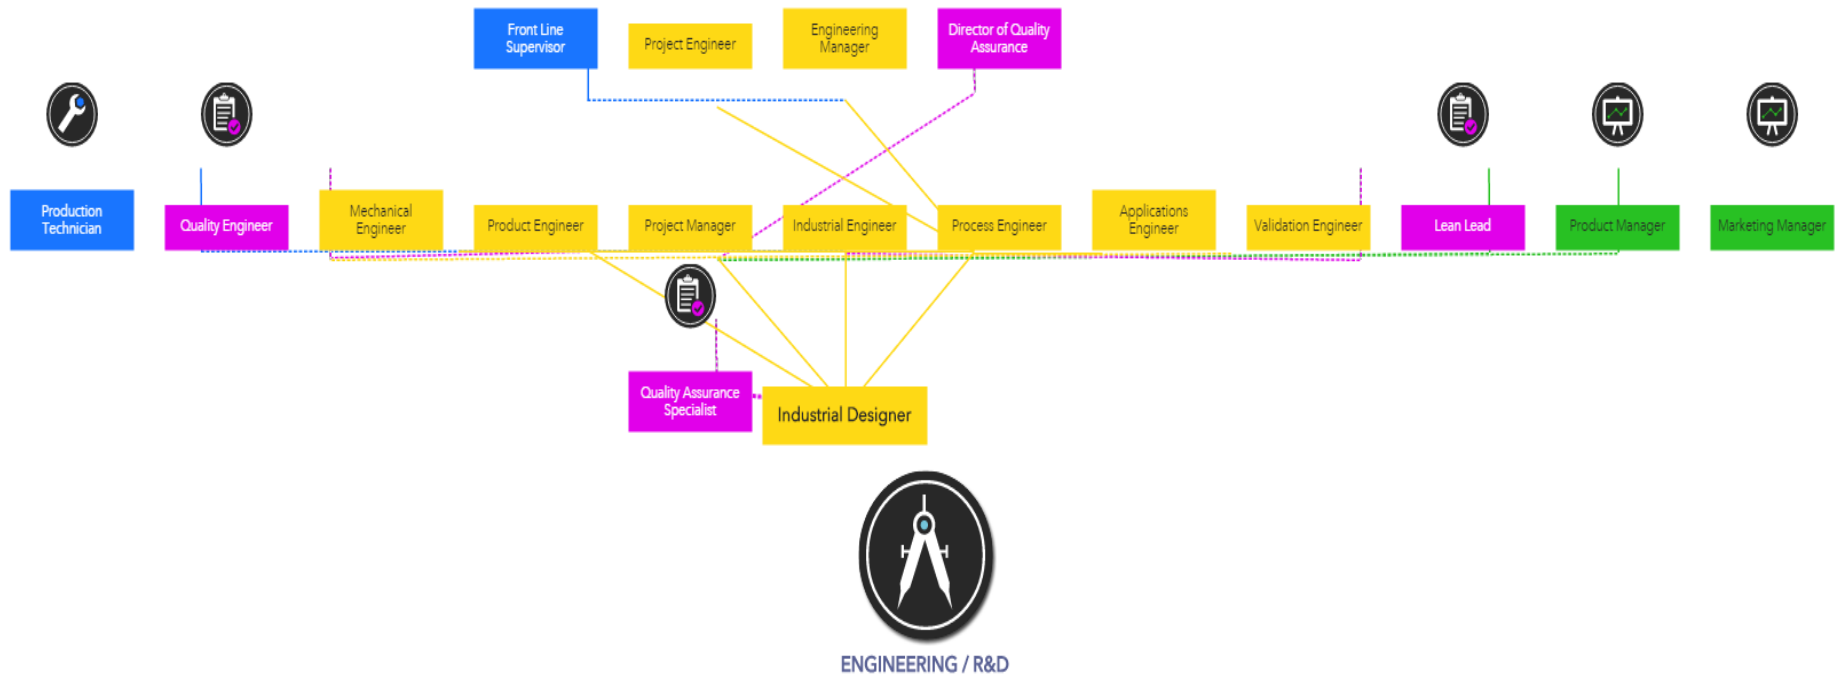 Front Line
Supervisor
Project Engineer
Engineering
Manager
Director of Quality
Assurance
Production
Technician
Quality Engineer
Mechanical
Engineer
Product Engineer
Project Manager
Industrial Engineer
Process Engineer
Applications
Engineer
Validation Engineer
Lean Lead
Product Manager
Marketing Manager
Quality Assurance
Specialist
Industrial Designer
ENGINEERING / R&D